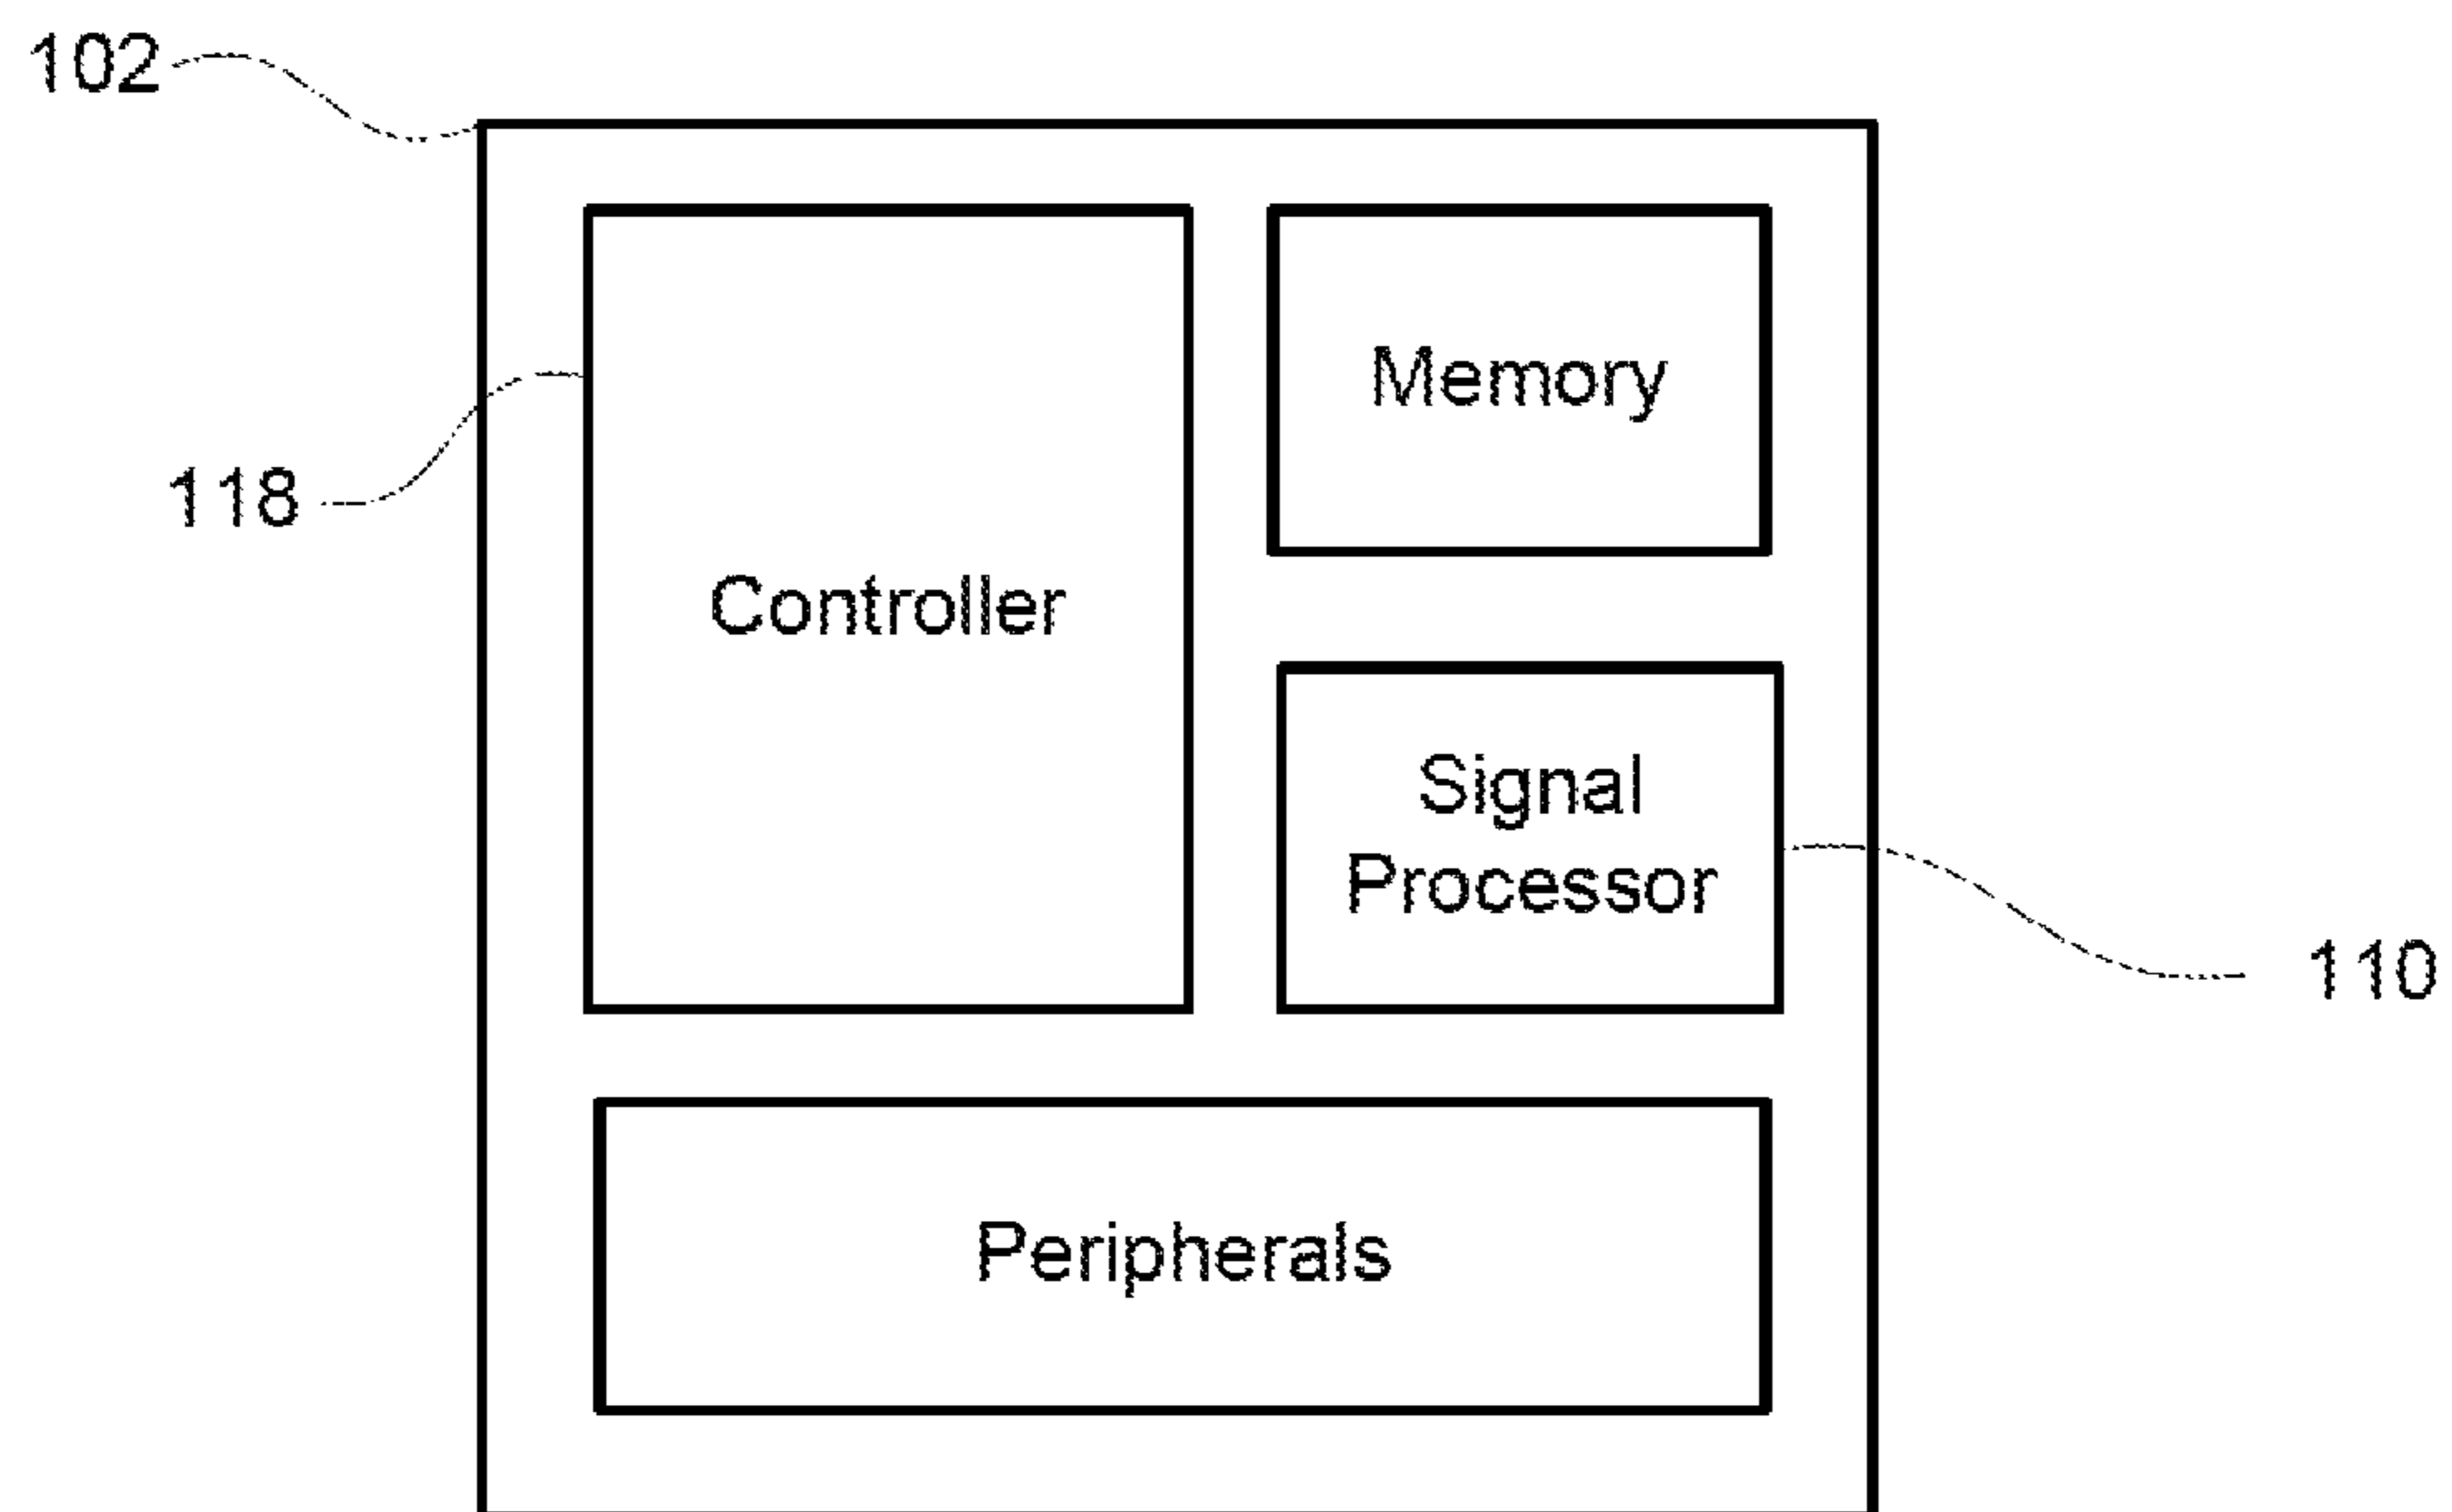 102
Memory
118
Controller
Signal
Processor
110
Peripherals